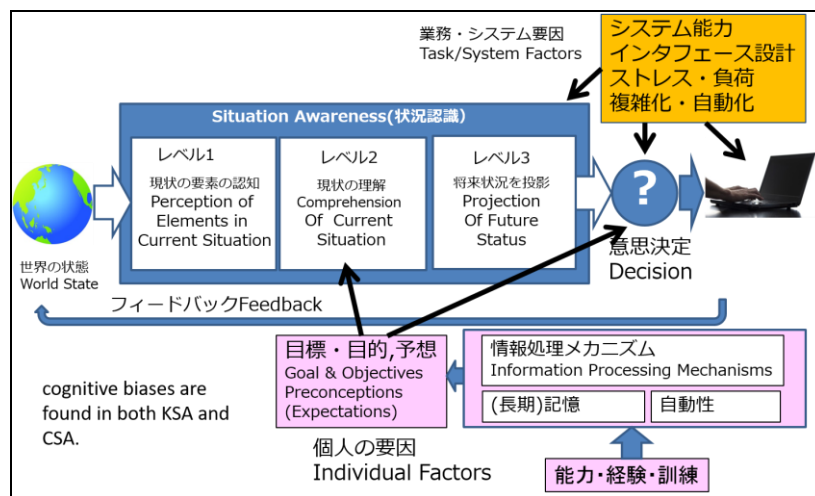 業務・システム要因
Task/System Factors
システム能力
インタフェース設計
ストレス・負荷
複雑化・自動化
Situation Awareness(状況認識)
レベル1
現状の要素の認知
Perception of
Elements in
Current Situation
レベル2
現状の理解
Comprehension
Of Current
Situation
レベル3
将来状況を投影
Projection
Of Future
Status
?
意思決定
Decision
世界の状態
World State
フィードバックFeedback
目標・目的,予想
Goal & Objectives
Preconceptions
(Expectations)
情報処理メカニズム
Information Processing Mechanisms
(長期)記憶
自動性
cognitive biases are
found in both KSA and
CSA.
個人の要因
Individual Factors
能力・経験・訓練